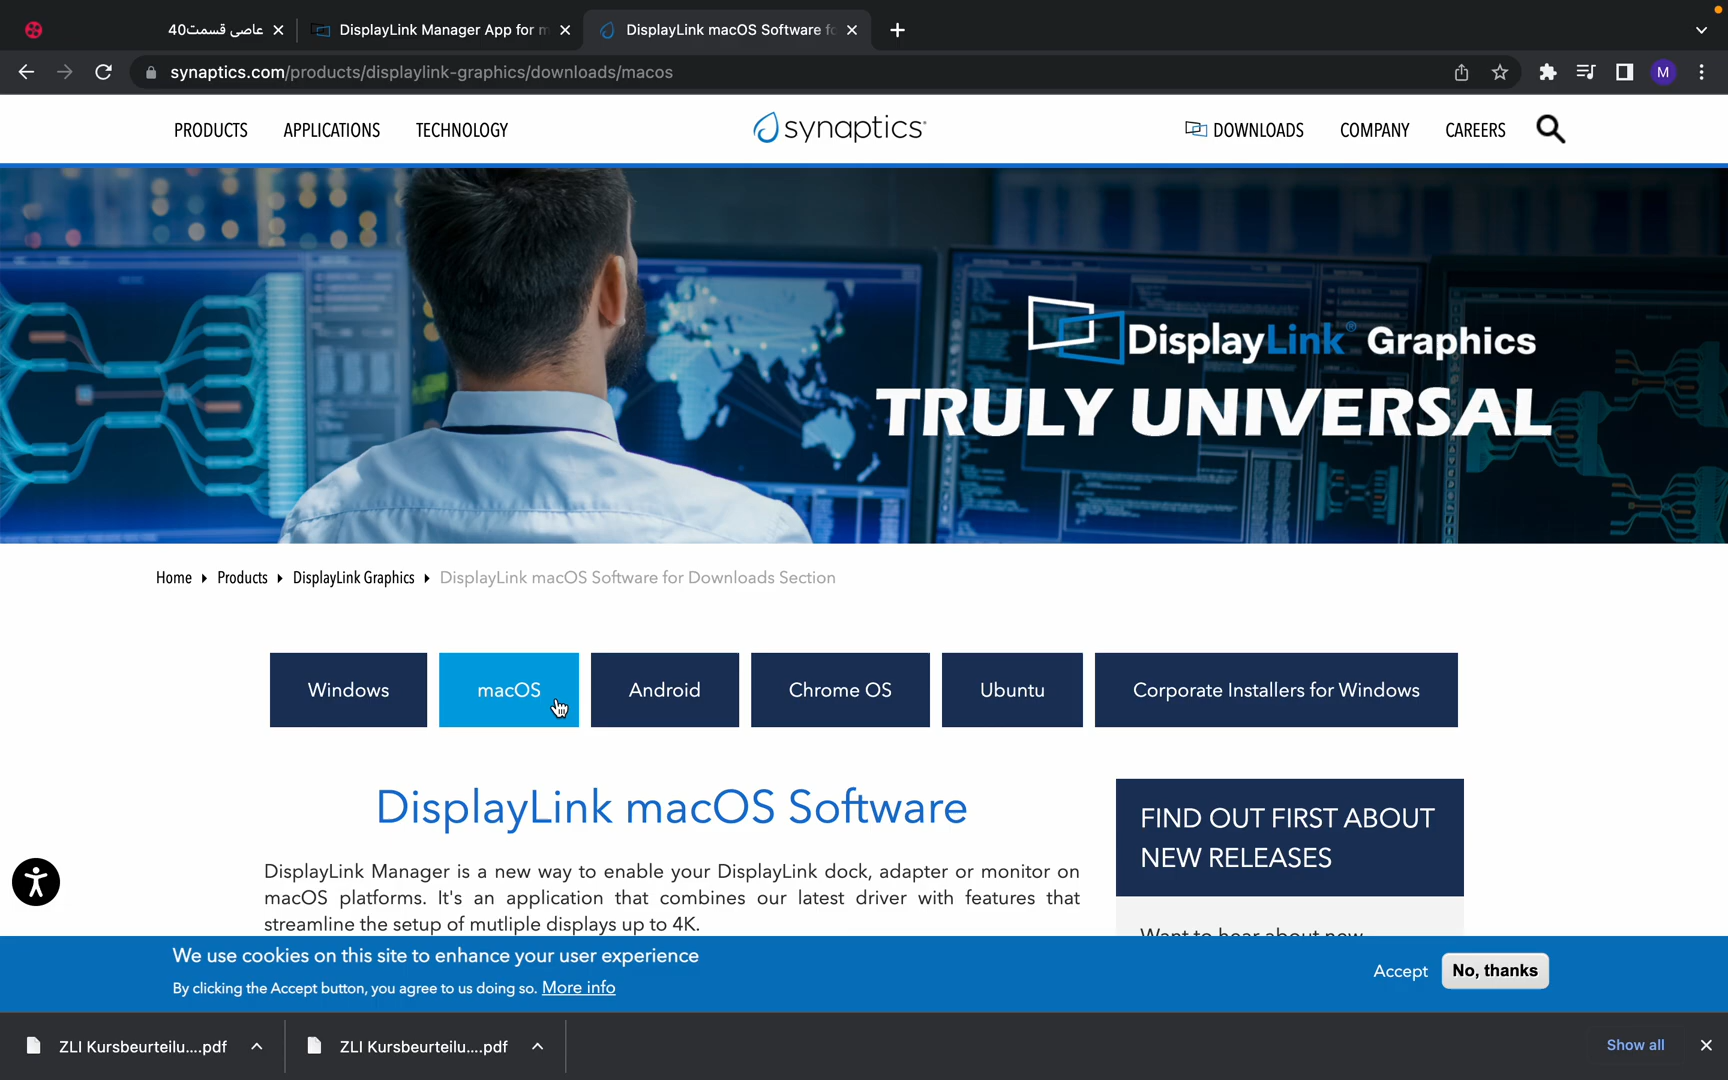 عاصی قسمت40
DisplayLink Manager App for m
DisplayLink macOS Software fo
synaptics.com/products/displaylink-graphics/downloads/macos
M
PRODUCTS APPLICATIONS TECHNOLOGY
synaptics
DOWNLOADS COMPANY CAREERS
DisplayLink® Graphics
TRULY UNIVERSAL
Home Products DisplayLink Graphics DisplayLink macOS Software for Downloads Section
Windows macOS Android Chrome OS Ubuntu Corporate Installers for Windows
DisplayLink macOS Software
DisplayLink Manager is a new way to enable your DisplayLink dock, adapter or monitor on
macOS platforms. It's an application that combines our latest driver with features that
streamline the setup of mutliple displays up to 4K.
FIND OUT FIRST ABOUT
NEW RELEASES
Want to hear about new
We use cookies on this site to enhance your user experience
By clicking the Accept button, you agree to us doing so. More info
Accept No, thanks
ZLI Kursbeurteilu....pdf ZLI Kursbeurteilu....pdf Show all